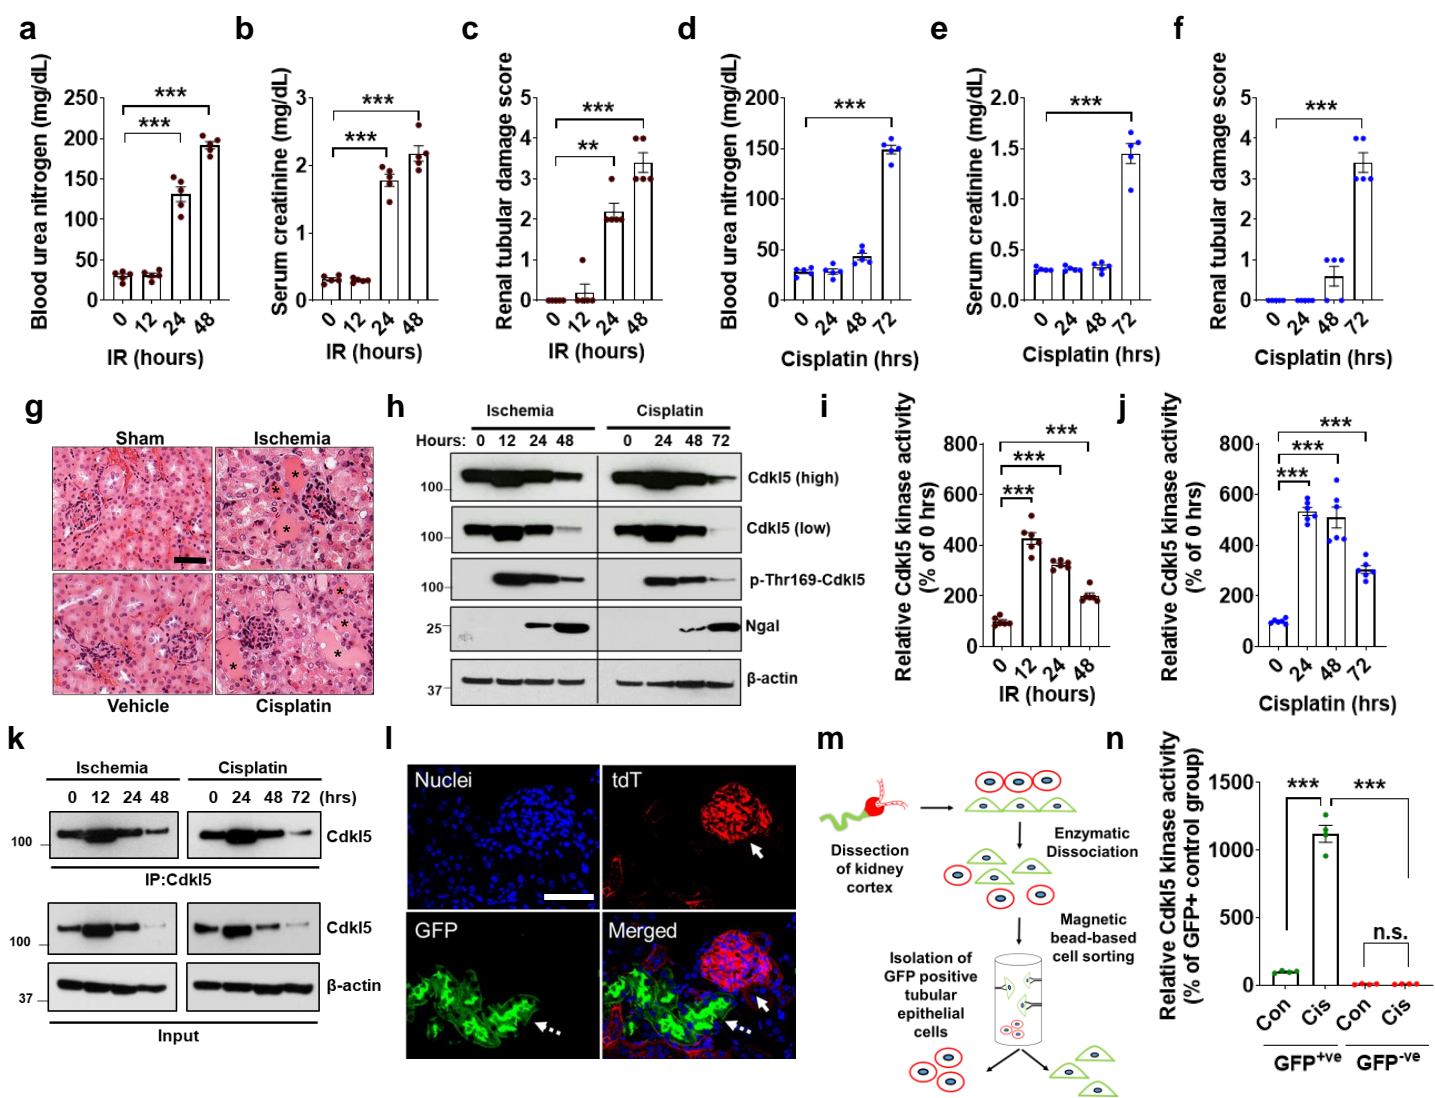 a
Blood urea nitrogen (mg/dL)
250
200
150
100
50
0
***
***
0 12 24 48
IR (hours)
b
Serum creatinine (mg/dL)
3
2
1
0
***
***
0 12 24 48
IR (hours)
c
Renal tubular damage score
5
4
3
2
1
0
***
**
0 12 24 48
IR (hours)
d
Blood urea nitrogen (mg/dL)
200
150
100
50
0
***
0 24 48 72
Cisplatin (hrs)
e
Serum creatinine (mg/dL)
2.0
1.5
1.0
0.5
0.0
***
0 24 48 72
Cisplatin (hrs)
f
Renal tubular damage score
5
4
3
2
1
0
***
0 24 48 72
Cisplatin (hrs)
g
Sham Ischemia
* * *
* * * *
Vehicle Cisplatin
h
Ischemia Cisplatin
Hours: 0 12 24 48 0 24 48 72
100 Cdkl5 (high)
100 Cdkl5 (low)
100 p-Thr169-Cdkl5
25 Ngal
37 β-actin
i
Relative Cdkl5 kinase activity
(% of 0 hrs)
800
600
400
200
0
***
***
***
0 12 24 48
IR (hours)
j
Relative Cdkl5 kinase activity
(% of 0 hrs)
800
600
400
200
0
***
***
***
0 24 48 72
Cisplatin (hrs)
k
Ischemia Cisplatin
0 12 24 48 0 24 48 72 (hrs)
100 Cdkl5
IP:Cdkl5
100 Cdkl5
37 β-actin
Input
l
Nuclei tdT
GFP Merged
m
Dissection
of kidney
cortex
Enzymatic
Dissociation
Magnetic
bead-based
cell sorting
Isolation of
GFP positive
tubular
epithelial
cells
n
Relative Cdkl5 kinase activity
(% of GFP+ control group)
1500
1000
500
0
*** ***
n.s.
Con Cis Con Cis
GFP+ve GFP-ve